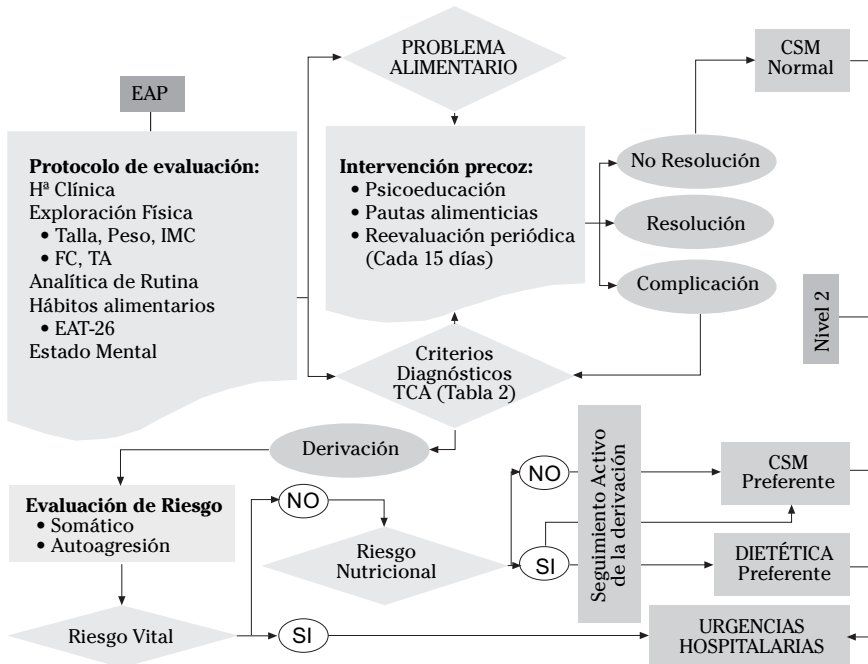 PROBLEMA
ALIMENTARIO
CSM
Normal
EAP
Protocolo de evaluación:
Hª Clínica
Exploración Física
• Talla, Peso, IMC
• FC, TA
Analítica de Rutina
Hábitos alimentarios
• EAT-26
Estado Mental
Intervención precoz:
• Psicoeducación
• Pautas alimenticias
• Reevaluación periódica
(Cada 15 días)
No Resolución
Resolución
Complicación
Nivel 2
Criterios
Diagnósticos
TCA (Tabla 2)
Derivación
Evaluación de Riesgo
• Somático
• Autoagresión
Riesgo Vital
NO
SI
Riesgo
Nutricional
NO
SI
Seguimiento Activo
de la derivación
CSM
Preferente
DIETÉTICA
Preferente
URGENCIAS
HOSPITALARIAS